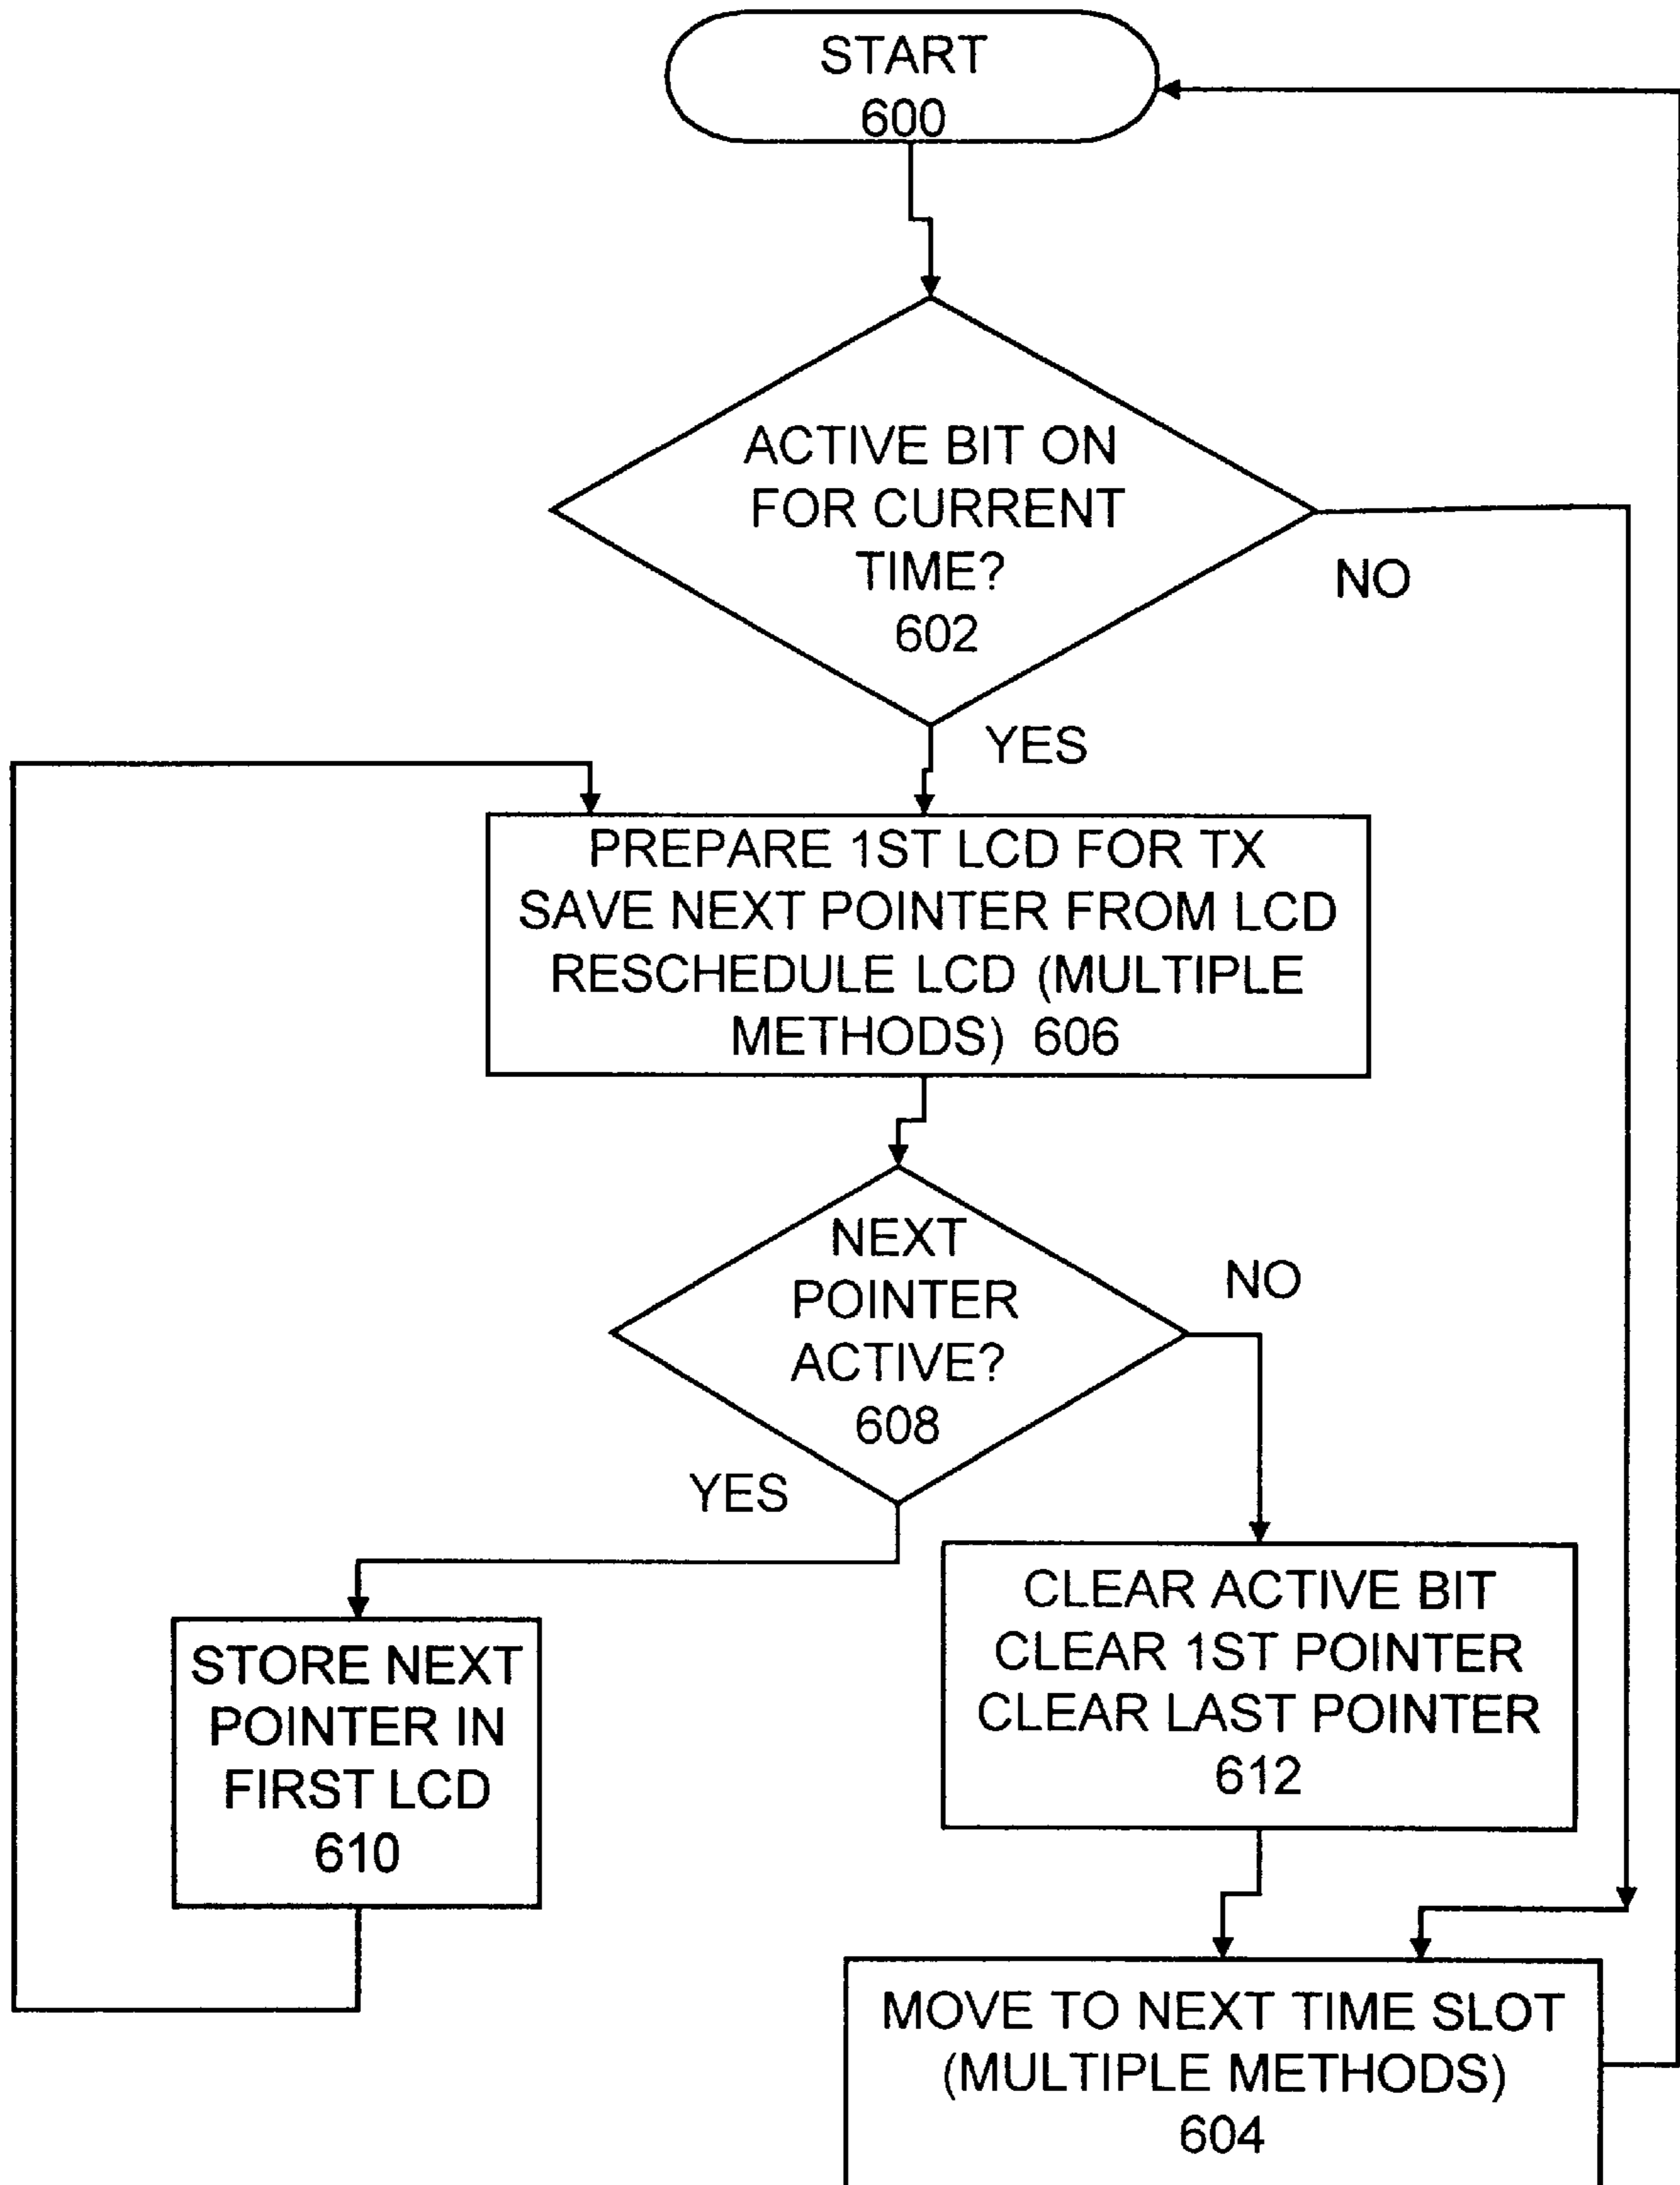 START
600
ACTIVE BIT ON
FOR CURRENT
TIME?
602
NO
YES
PREPARE 1ST LCD FOR TX
SAVE NEXT POINTER FROM LCD
RESCHEDULE LCD (MULTIPLE
METHODS) 606
NEXT
POINTER
ACTIVE?
608
NO
YES
STORE NEXT
POINTER IN
FIRST LCD
610
CLEAR ACTIVE BIT
CLEAR 1ST POINTER
CLEAR LAST POINTER
612
MOVE TO NEXT TIME SLOT
(MULTIPLE METHODS)
604